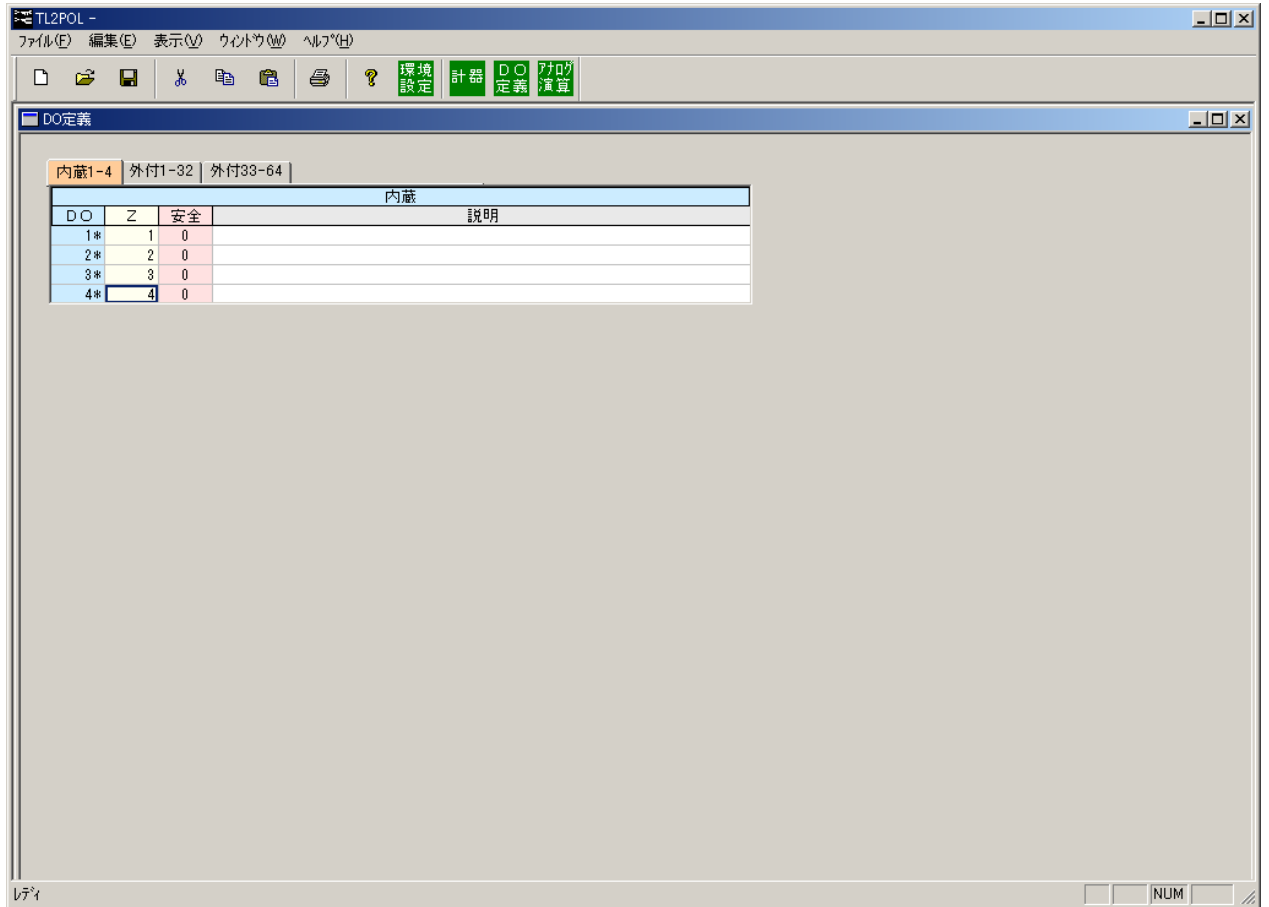 TL2POL -
ﾌｧｲﾙ(F) 編集(E) 表示(V) ｳｨﾝﾄﾞｳ(W) ﾍﾙﾌﾟ(H)
環境設定 計器 ＤＯ定義 ｱﾅﾛｸﾞ演算
DO定義
内蔵1-4 外付1-32 外付33-64
内蔵
ＤＯ Ｚ 安全 説明
1* 1 0
2* 2 0
3* 3 0
4* 4 0
ﾚﾃﾞｨ NUM